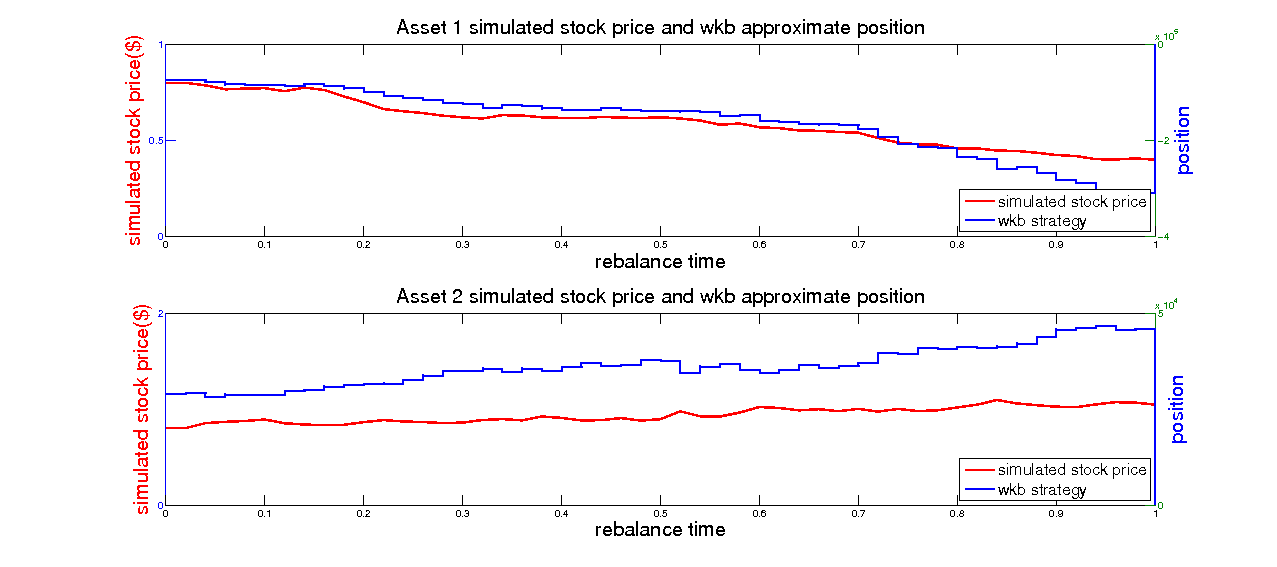 Asset 1 simulated stock price and wkb approximate position
x 10^5
1
0.5
0
0
-2
-4
simulated stock price($)
position
simulated stock price
wkb strategy
0 0.1 0.2 0.3 0.4 0.5 0.6 0.7 0.8 0.9 1
rebalance time
Asset 2 simulated stock price and wkb approximate position
x 10^4
2
0
5
0
simulated stock price($)
position
simulated stock price
wkb strategy
0 0.1 0.2 0.3 0.4 0.5 0.6 0.7 0.8 0.9 1
rebalance time